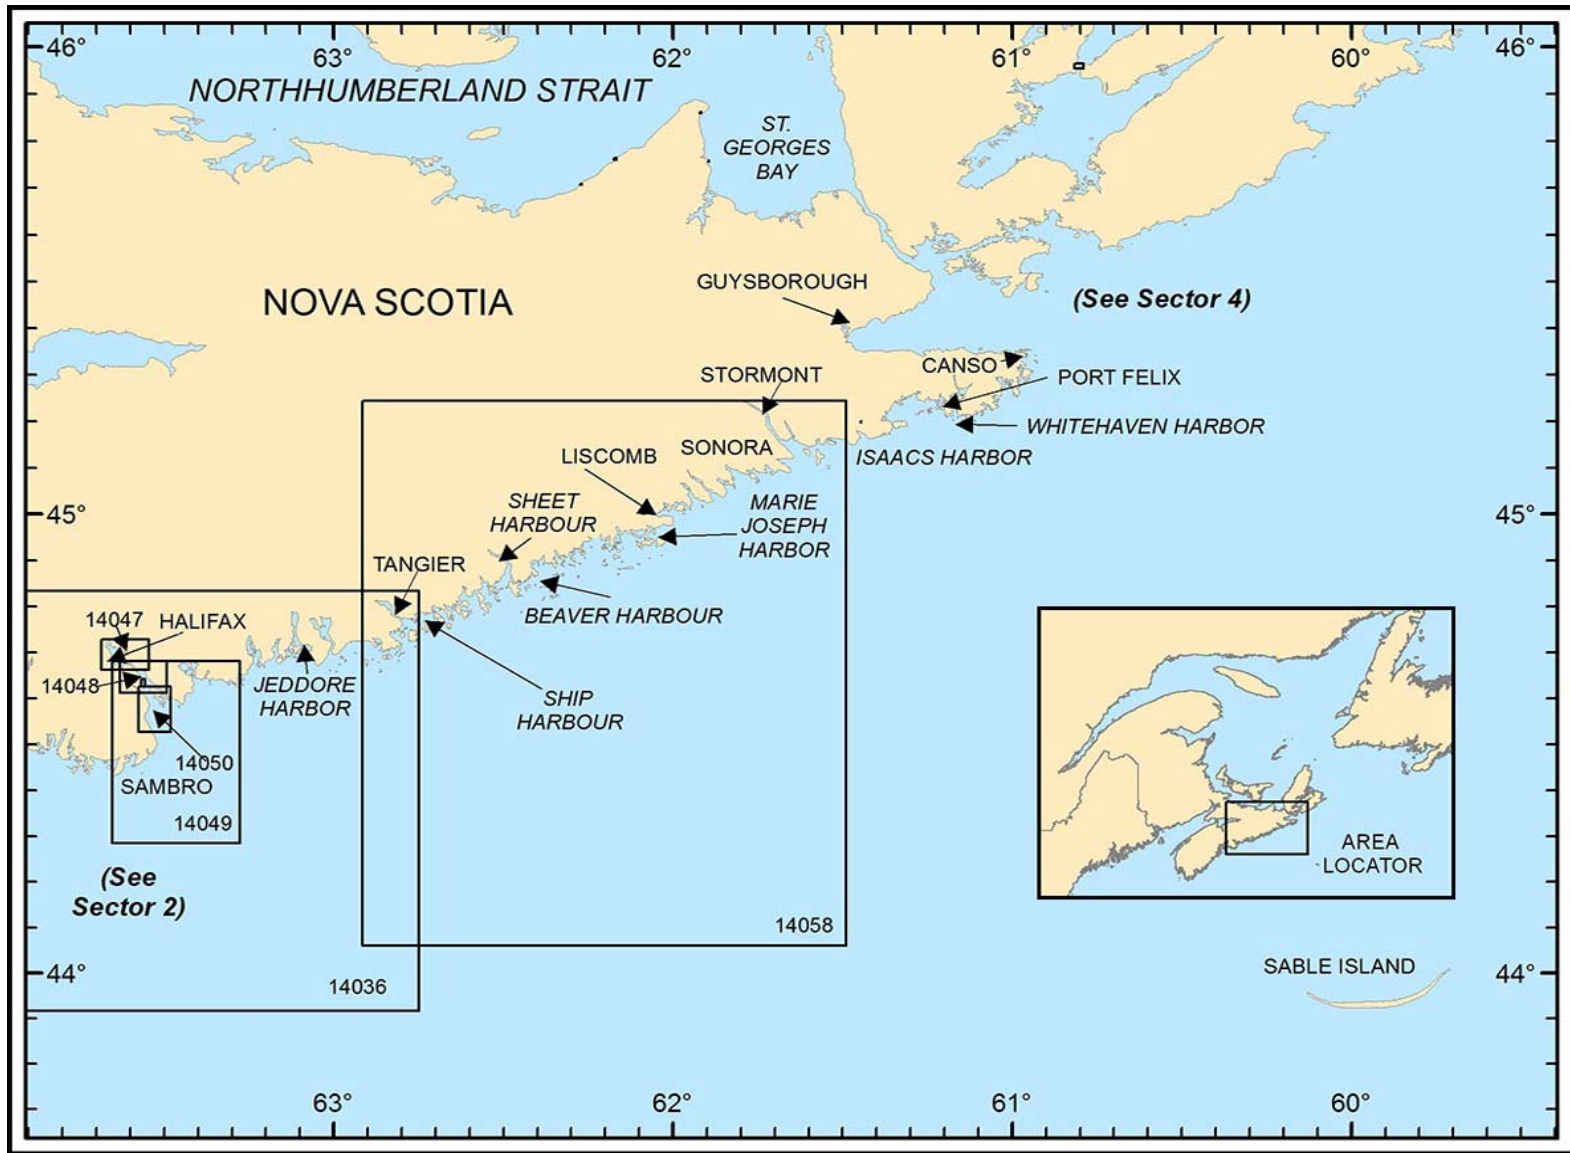 63°
62°
61°
60°
46°
46°
NORTHHUMBERLAND STRAIT
ST.
GEORGES
BAY
GUYSBOROUGH
NOVA SCOTIA
(See Sector 4)
CANSO
STORMONT
PORT FELIX
WHITEHAVEN HARBOR
SONORA
LISCOMB
ISAACS HARBOR
SHEET
HARBOUR
MARIE
JOSEPH
HARBOR
45°
45°
TANGIER
BEAVER HARBOUR
14047
HALIFAX
14048
JEDDORE
HARBOR
SHIP
HARBOUR
14050
SAMBRO
14049
(See
Sector 2)
AREA
LOCATOR
14058
SABLE ISLAND
44°
44°
14036
63°
62°
61°
60°